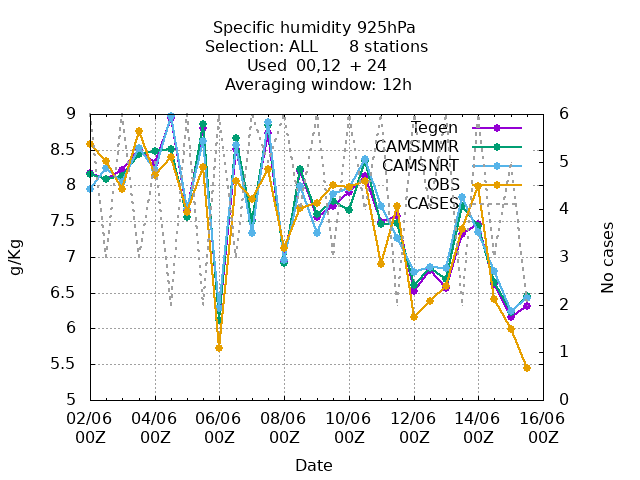 Specific humidity 925hPa
Selection: ALL 8 stations
Used 00,12 + 24
Averaging window: 12h
9
8.5
8
7.5
7
6.5
6
5.5
5
g/Kg
6
5
4
3
2
1
0
No cases
Tegen
CAMSMMR
CAMSNRT
OBS
CASES
02/06 04/06 06/06 08/06 10/06 12/06 14/06 16/06
00Z 00Z 00Z 00Z 00Z 00Z 00Z 00Z
Date